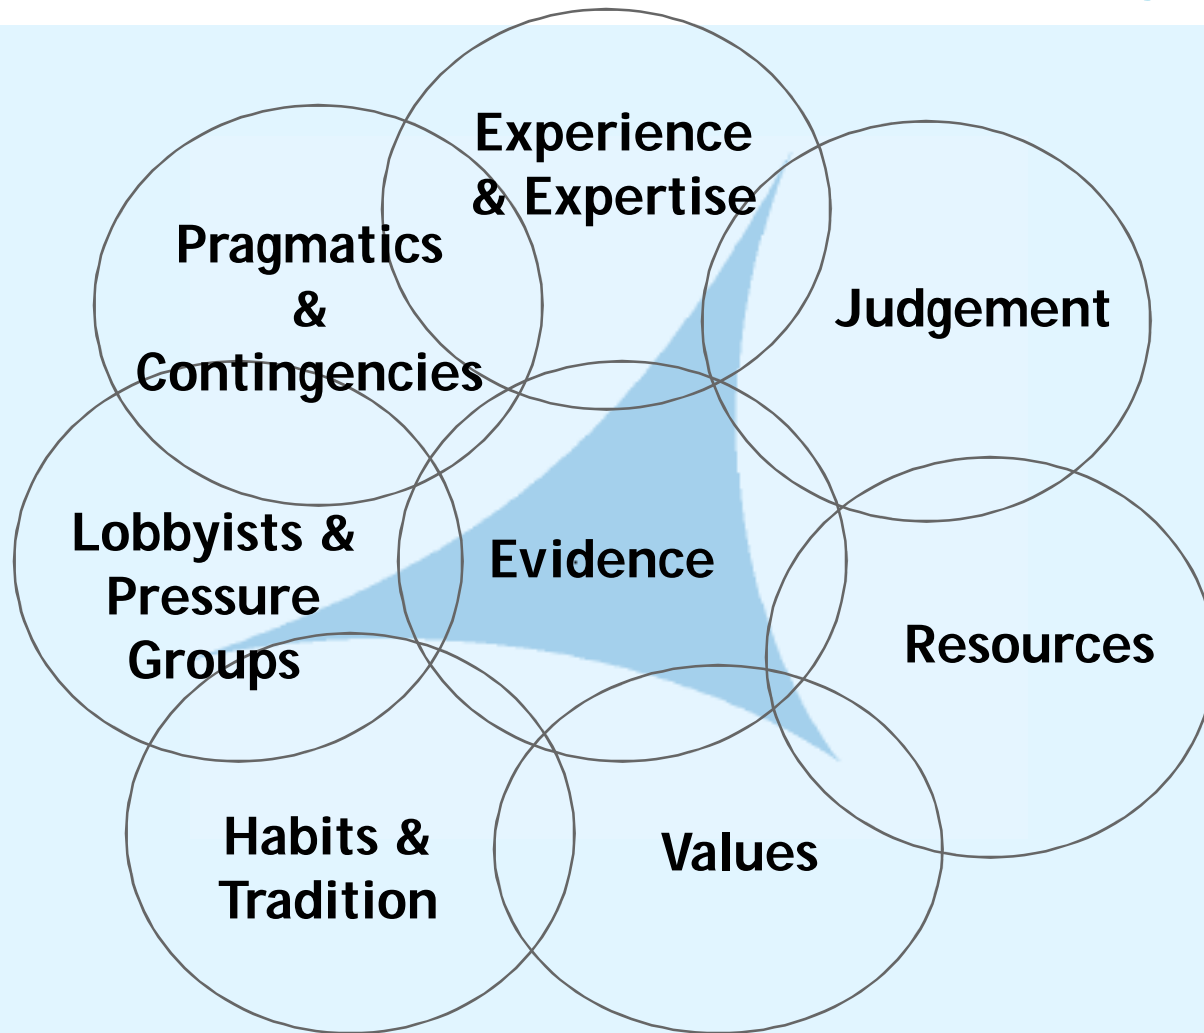 Experience
& Expertise
Pragmatics
&
Contingencies
Judgement
Lobbyists &
Pressure
Groups
Evidence
Resources
Habits &
Tradition
Values